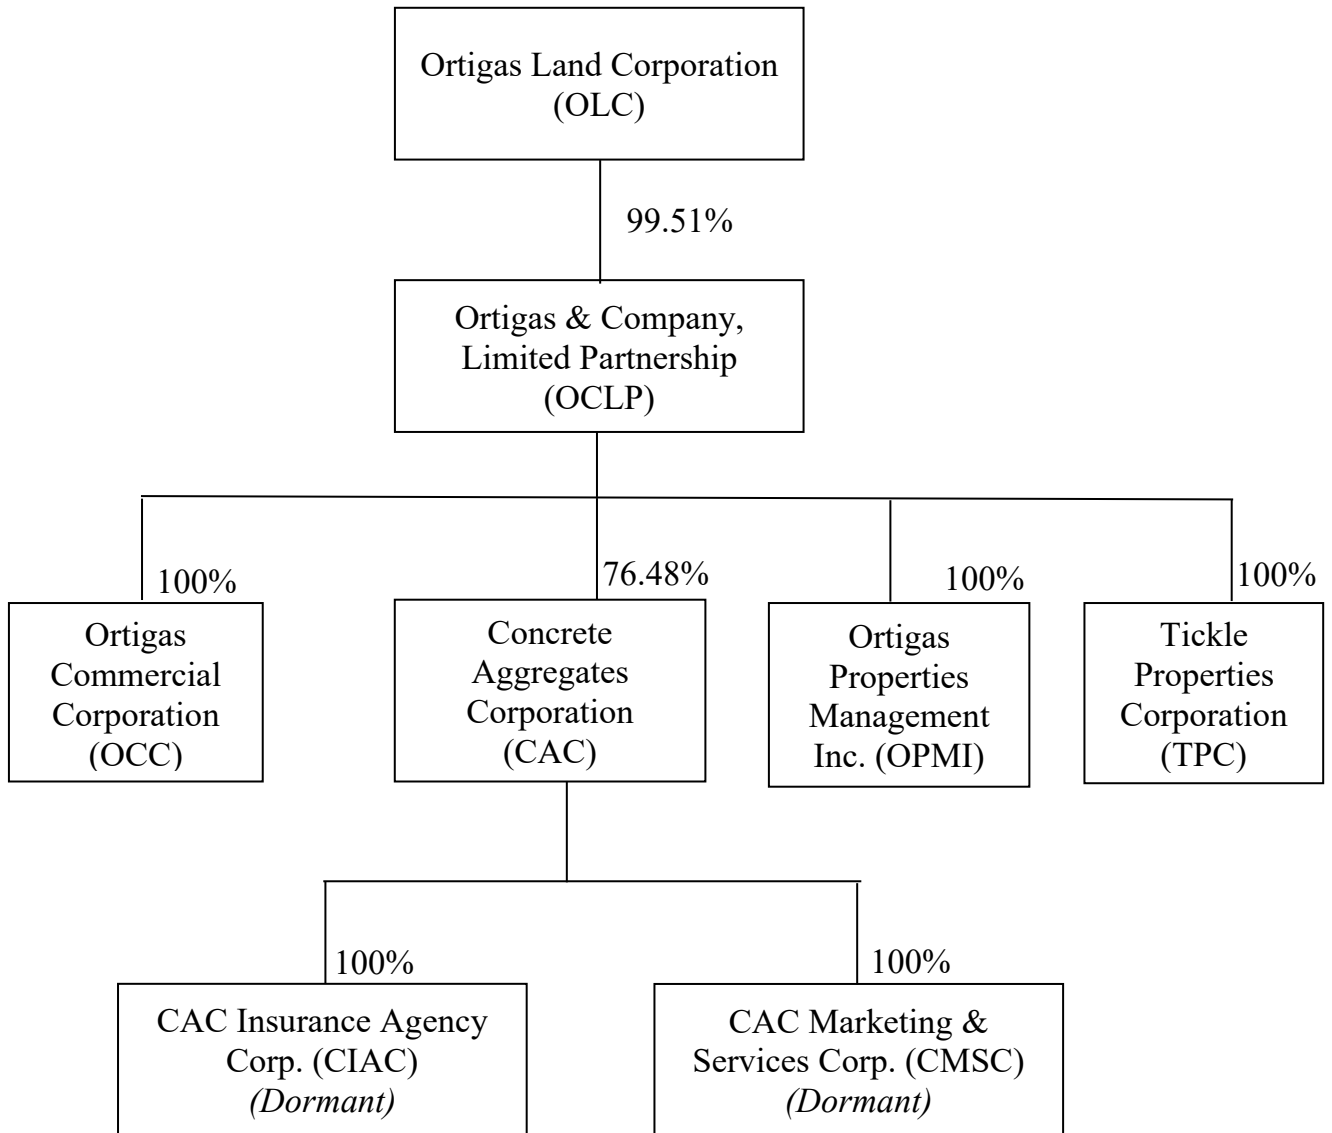 Ortigas Land Corporation
(OLC)
99.51%
Ortigas & Company,
Limited Partnership
(OCLP)
100%
76.48%
100%
100%
Ortigas
Commercial
Corporation
(OCC)
Concrete
Aggregates
Corporation
(CAC)
Ortigas
Properties
Management
Inc. (OPMI)
Tickle
Properties
Corporation
(TPC)
100%
100%
CAC Insurance Agency
Corp. (CIAC)
(Dormant)
CAC Marketing &
Services Corp. (CMSC)
(Dormant)